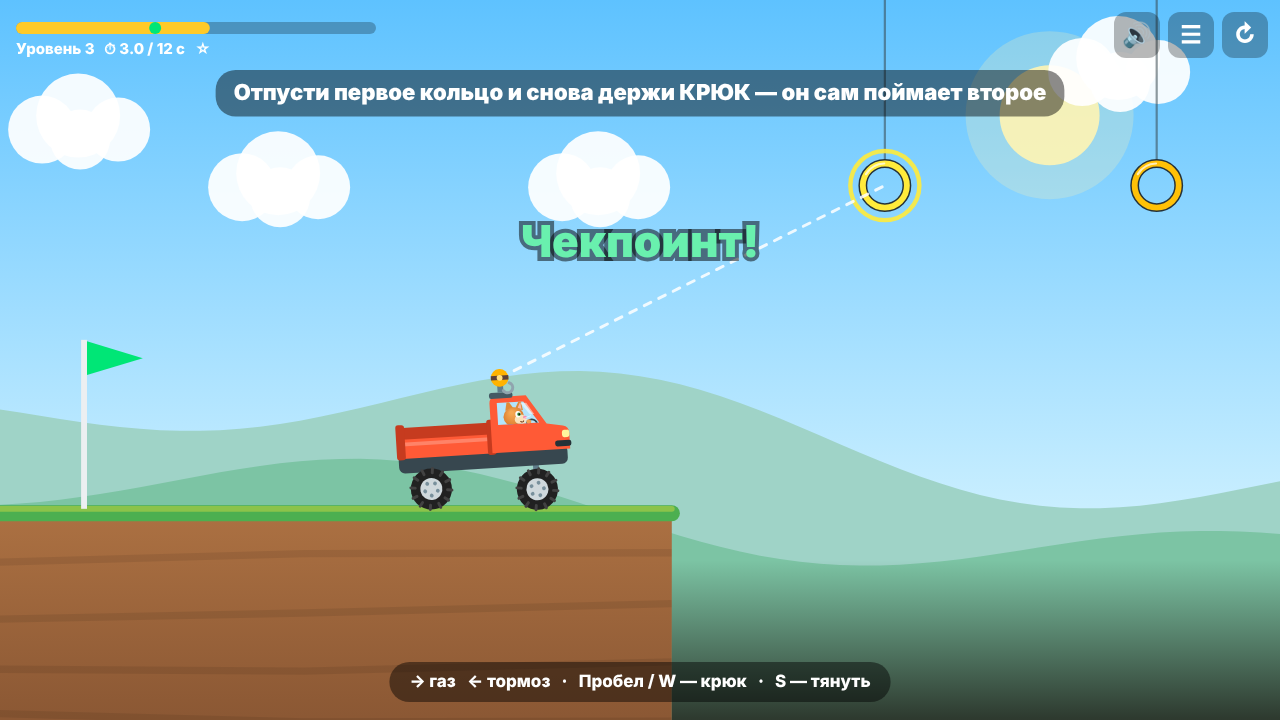 Уровень 3 ⏱ 3.0 / 12 с ☆
Отпусти первое кольцо и снова держи КРЮК — он сам поймает второе
Чекпоинт!
→ газ ← тормоз · Пробел / W — крюк · S — тянуть